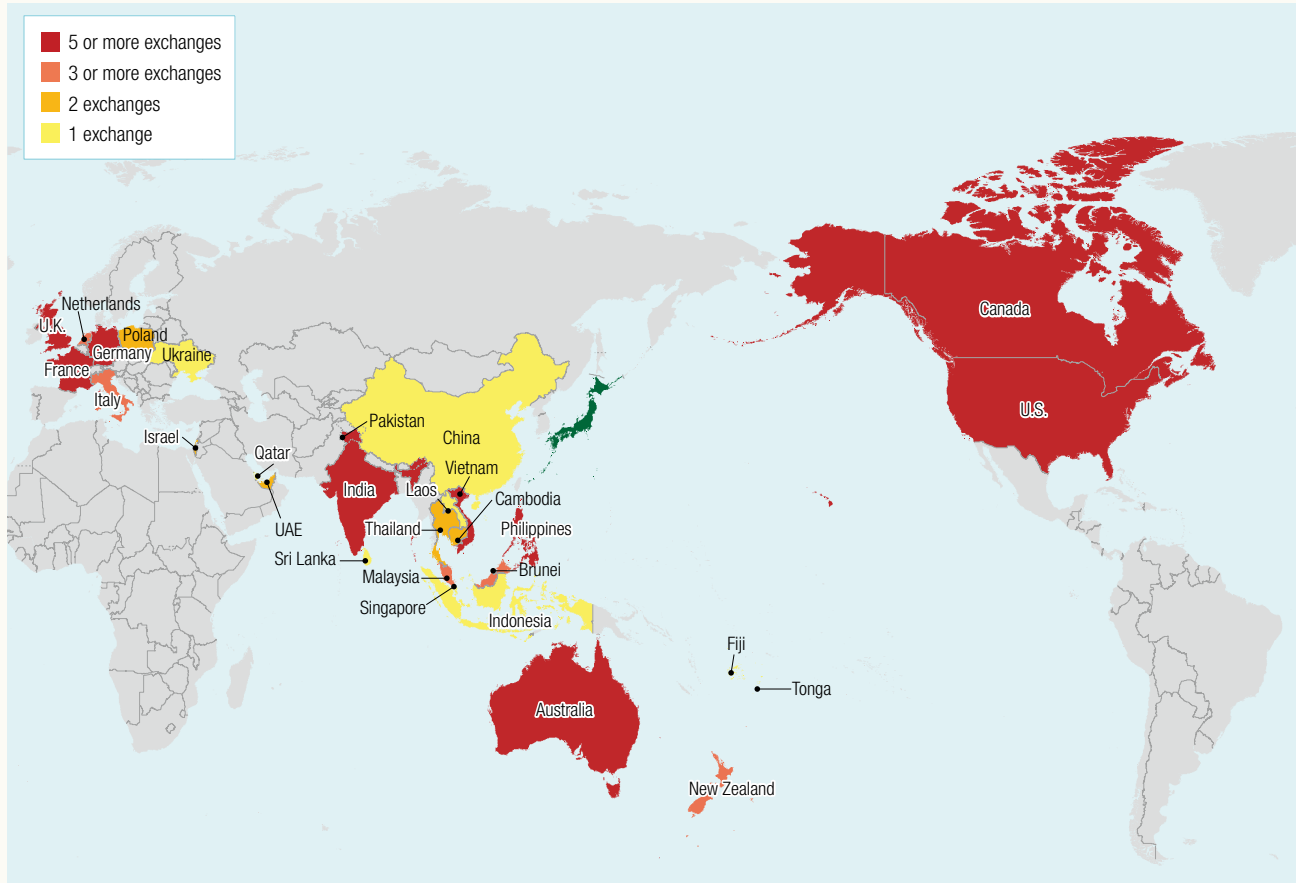 5 or more exchanges
3 or more exchanges
2 exchanges
1 exchange
Netherlands
U.K.
Poland
Germany
Ukraine
France
Italy
Israel
Qatar
UAE
Pakistan
China
India
Vietnam
Laos
Cambodia
Thailand
Philippines
Sri Lanka
Malaysia
Brunei
Singapore
Indonesia
Canada
U.S.
Fiji
Tonga
Australia
New Zealand